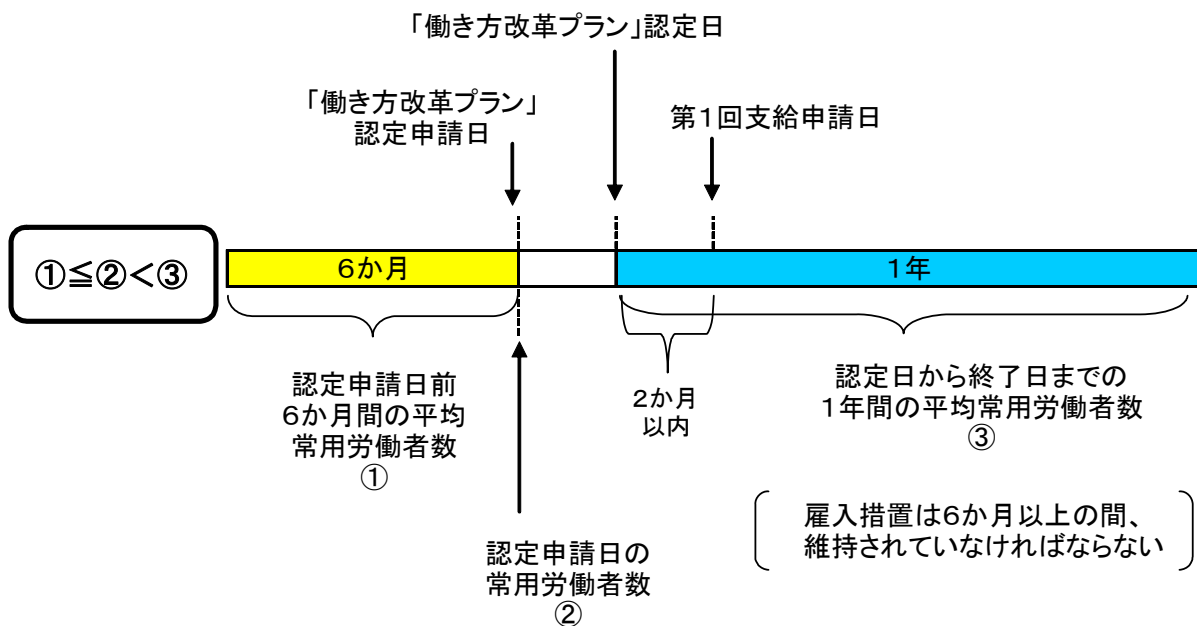 「働き方改革プラン」認定日
「働き方改革プラン」
認定申請日
第1回支給申請日
①≦②<③
6か月
1年
認定申請日前
6か月間の平均
常用労働者数
①
2か月
以内
認定日から終了日までの
1年間の平均常用労働者数
③
雇入措置は6か月以上の間、
維持されていなければならない
認定申請日の
常用労働者数
②